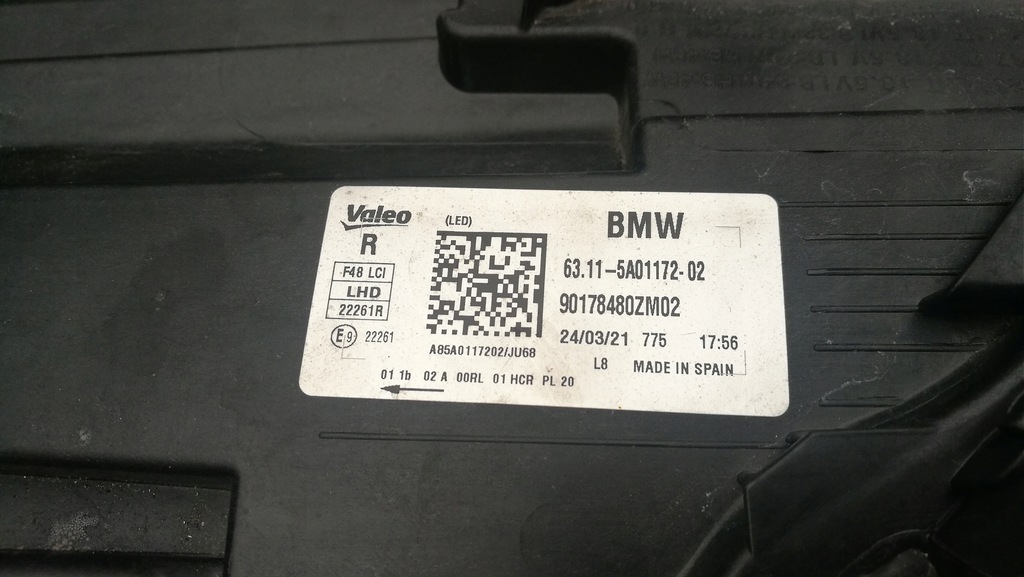 Valeo
(LED)
BMW
R
F48 LCI
LHD
22261R
E9 22261
63.11-5A01172-02
90178480ZM02
24/03/21 775 17:56
A85A0117202/JU68
L8 MADE IN SPAIN
01 1b 02 A 00RL 01 HCR PL 20